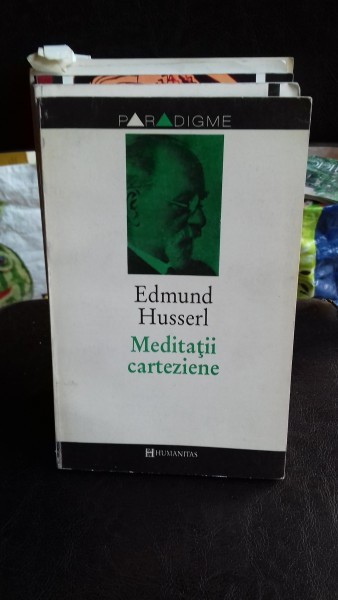 PARADIGME
Edmund
Husserl
Meditaţii
carteziene
HUMANITAS